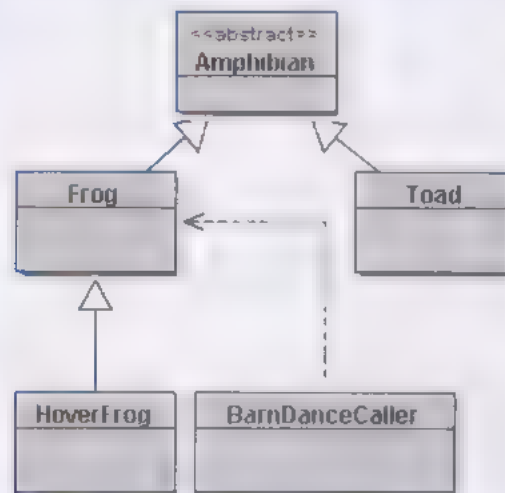 <<abstract>>
Amphibian
Frog
Toad
HoverFrog
BarnDanceCaller